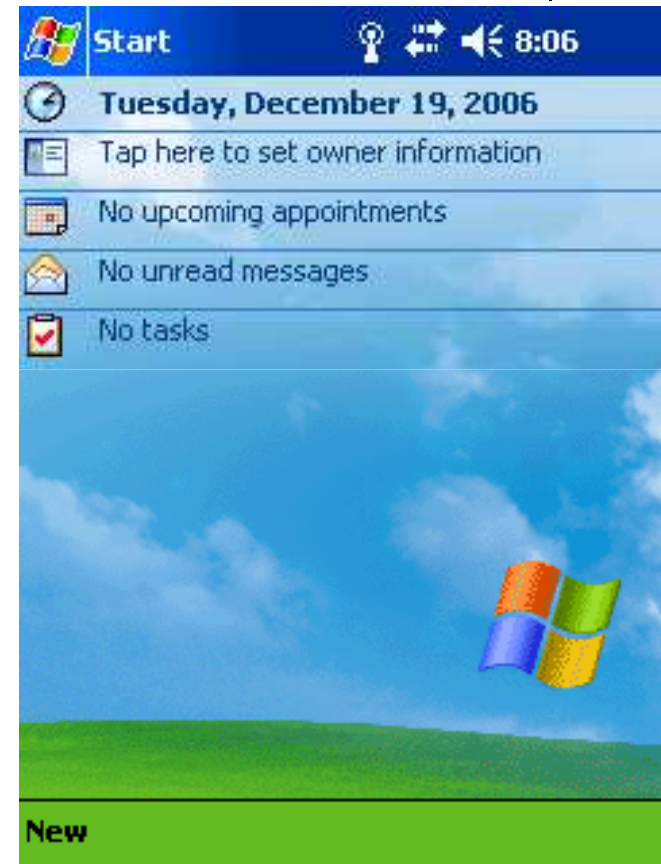 Start 8:06
Tuesday, December 19, 2006
Tap here to set owner information
No upcoming appointments
No unread messages
No tasks
New